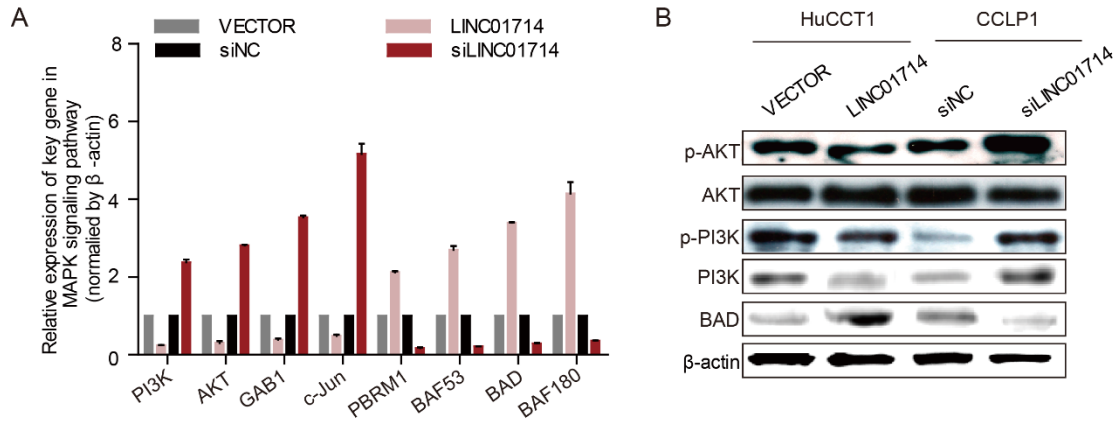 A
VECTOR
LINC01714
siNC
siLINC01714
Relative expression of key gene in
MAPK signaling pathway
(normalied by β -actin)
8
6
4
2
0
PI3K
AKT
GAB1
c-Jun
PBRM1
BAF53
BAD
BAF180
B
HuCCT1
CCLP1
VECTOR
LINC01714
siNC
siLINC01714
p-AKT
AKT
p-PI3K
PI3K
BAD
β-actin